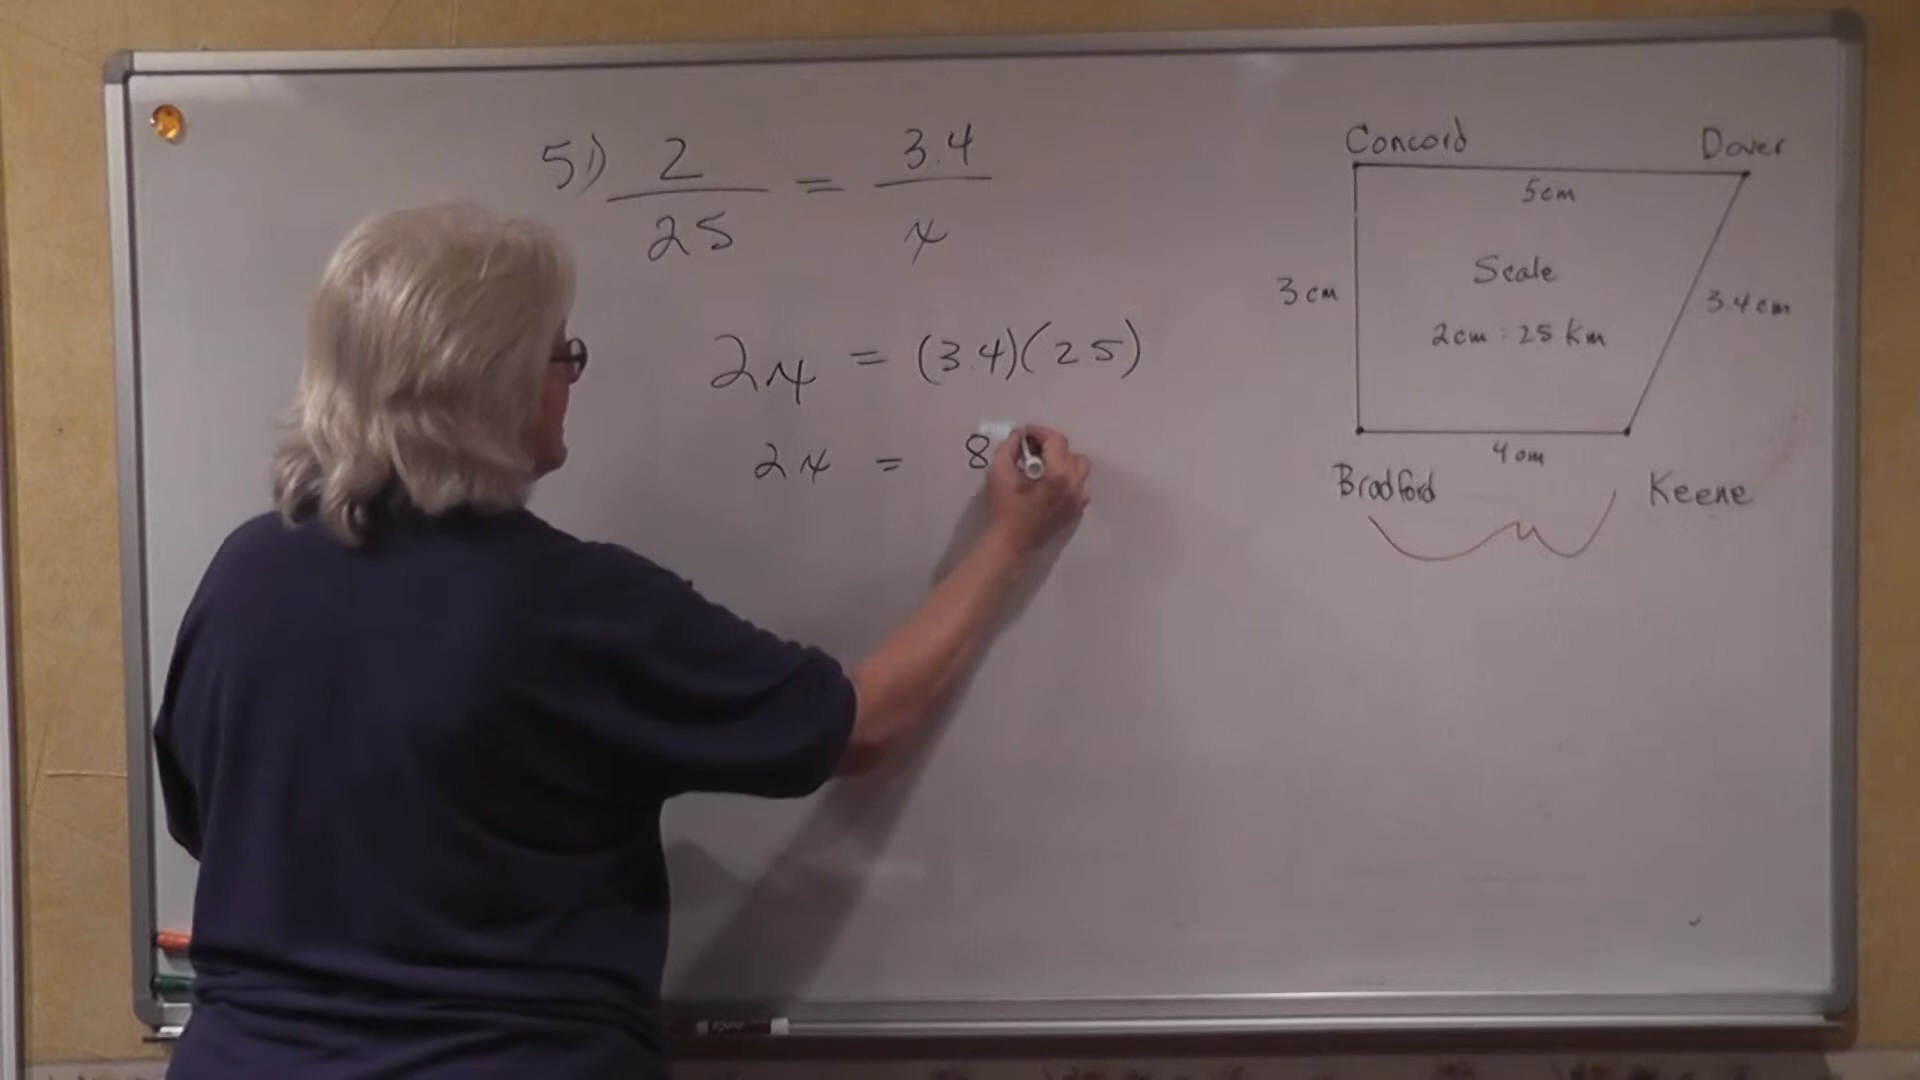 5) 2/25 = 3.4/x
2x = (3.4)(25)
2x = 8
Concord
Dover
5cm
3cm
Scale
2cm : 25 km
3.4cm
4cm
Bradford
Keene